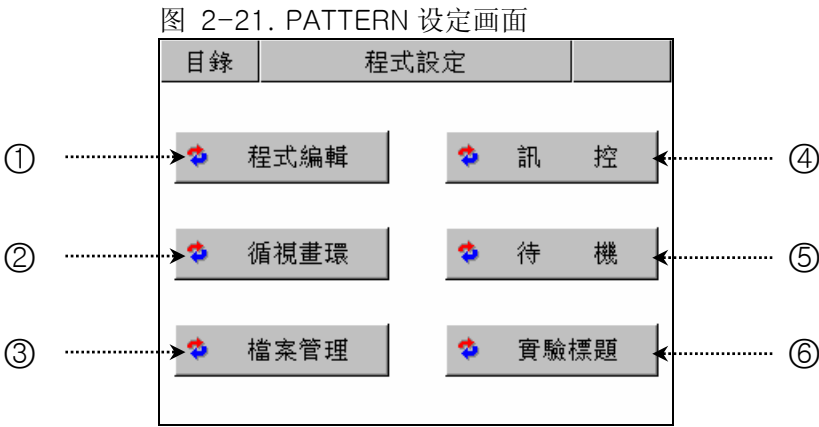 图 2-21. PATTERN 设定画面
目錄 程式設定
① 程式編輯 訊 控 ④
② 循視畫環 待 機 ⑤
③ 檔案管理 實驗標題 ⑥